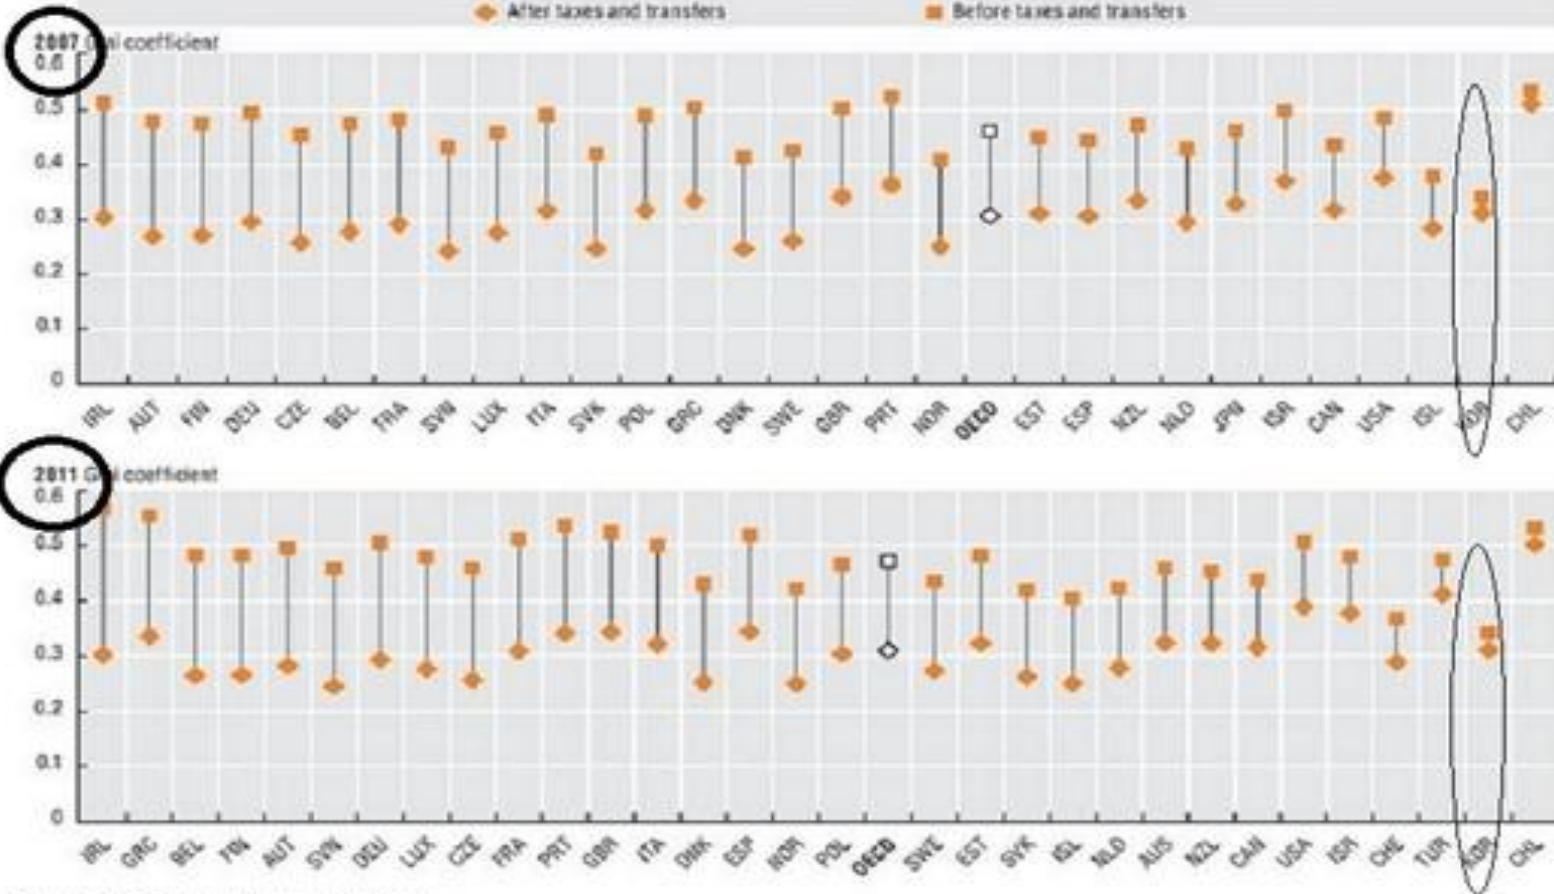 After taxes and transfers Before taxes and transfers
2007 Gini coefficient
0.6
0.5
0.4
0.3
0.2
0.1
0
IRL AUT FIN DEU CZE BEL FRA SVN LUX ITA SVK POL GRC DNK SWE GBR PRT NOR OECD EST ESP NZL NLD JPN ISR CAN USA ISL KOR CHL
2011 Gini coefficient
0.6
0.5
0.4
0.3
0.2
0.1
0
IRL GRC BEL FIN AUT SVN DEU LUX CZE FRA PRT GBR ITA DNK ESP NOR POL OECD SWE EST SVK ISL NLD AUS NZL CAN USA ISR CHE TUR KOR CHL